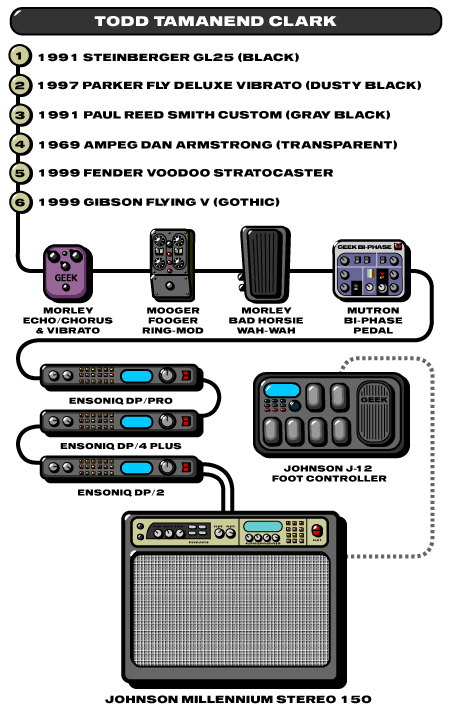 TODD TAMANEND CLARK
1 1991 STEINBERGER GL25 (BLACK)
2 1997 PARKER FLY DELUXE VIBRATO (DUSTY BLACK)
3 1991 PAUL REED SMITH CUSTOM (GRAY BLACK)
4 1969 AMPEG DAN ARMSTRONG (TRANSPARENT)
5 1999 FENDER VOODOO STRATOCASTER
6 1999 GIBSON FLYING V (GOTHIC)
GEEK
GEEK BI-PHASE
MORLEY
ECHO/CHORUS
& VIBRATO
MOOGER
FOOGER
RING-MOD
MORLEY
BAD HORSIE
WAH-WAH
MUTRON
BI-PHASE
PEDAL
ENSONIQ DP/PRO
ENSONIQ DP/4 PLUS
ENSONIQ DP/2
GEEK
JOHNSON J-12
FOOT CONTROLLER
JOHNSON MILLENNIUM STEREO 150